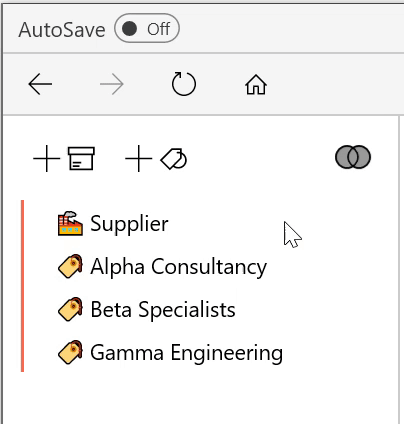 AutoSave Off
Supplier
Alpha Consultancy
Beta Specialists
Gamma Engineering